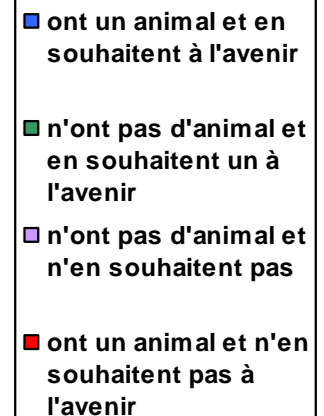 ont un animal et en
souhaitent à l'avenir
n'ont pas d'animal et
en souhaitent un à
l'avenir
n'ont pas d'animal et
n'en souhaitent pas
ont un animal et n'en
souhaitent pas à
l'avenir